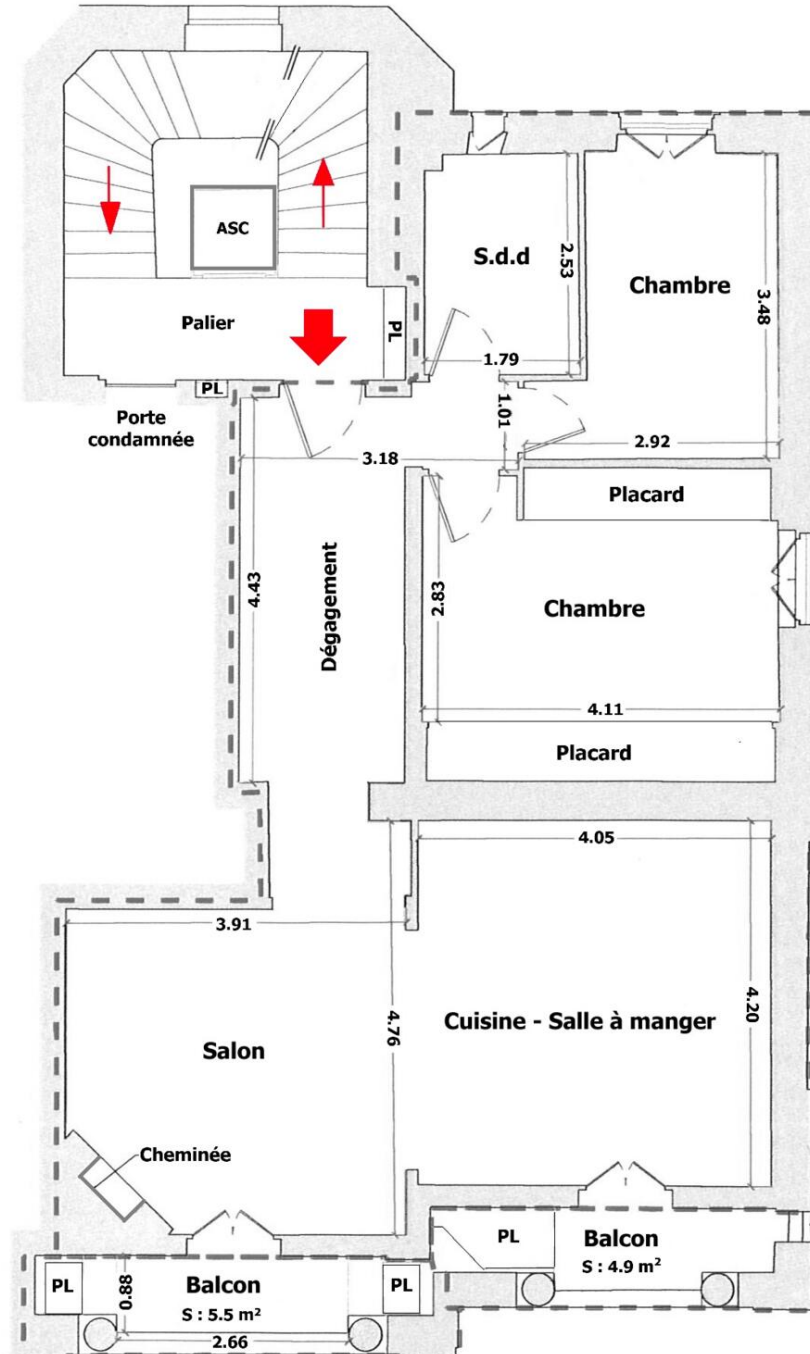 ASC
S.d.d
2.53
Chambre
3.48
Palier
PL
1.79
PL
Porte
condamnée
1.01
2.92
3.18
Placard
4.43
Dégagement
2.83
Chambre
4.11
Placard
4.05
3.91
4.76
4.20
Cuisine - Salle à manger
Salon
Cheminée
PL
Balcon
S : 4.9 m²
PL
0.88
Balcon
S : 5.5 m²
PL
2.66